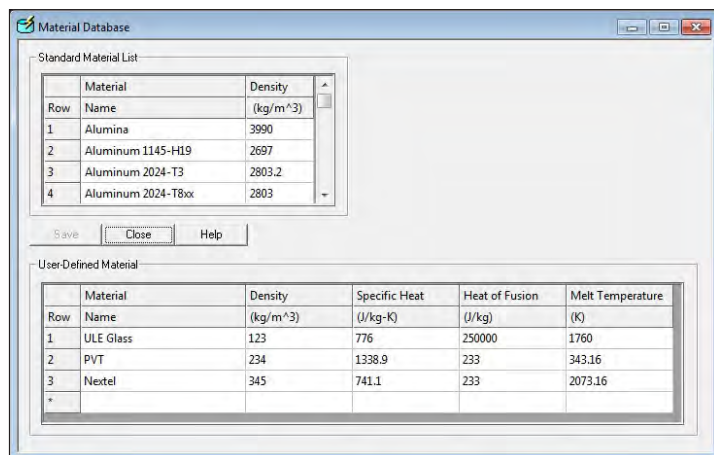 Material Database
Standard Material List
Material Density
Row Name (kg/m^3)
1 Alumina 3990
2 Aluminum 1145-H19 2697
3 Aluminum 2024-T3 2803.2
4 Aluminum 2024-T8xx 2803
Save Close Help
User-Defined Material
Material Density Specific Heat Heat of Fusion Melt Temperature
Row Name (kg/m^3) (J/kg-K) (J/kg) (K)
1 ULE Glass 123 776 250000 1760
2 PVT 234 1338.9 233 343.16
3 Nextel 345 741.1 233 2073.16
*